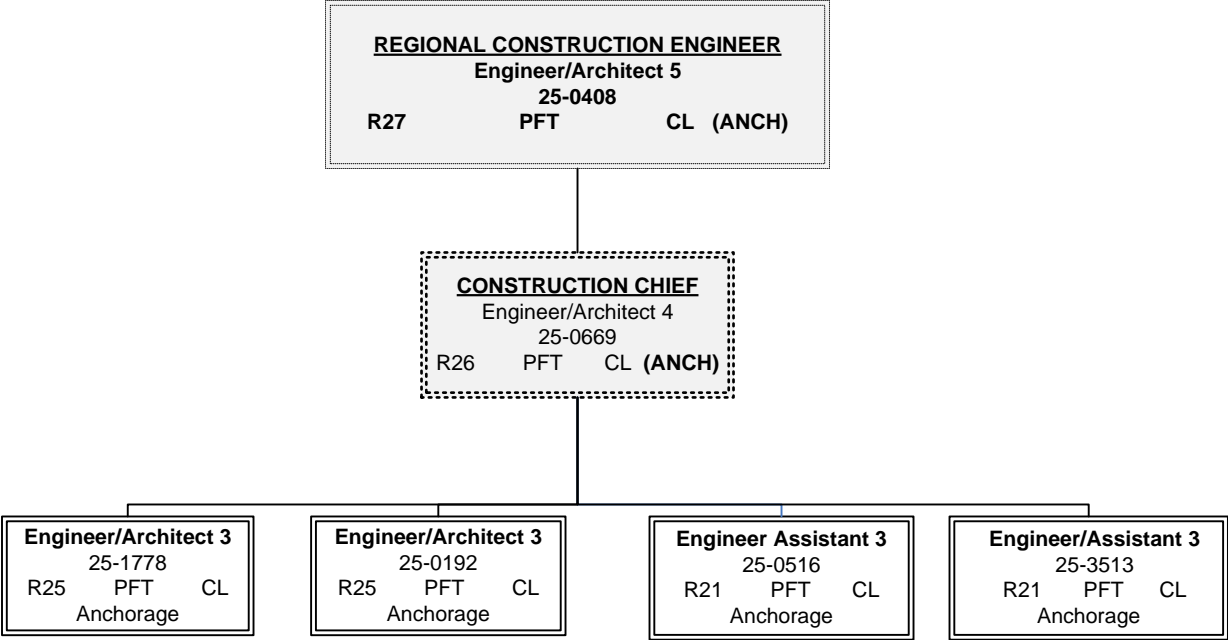 REGIONAL CONSTRUCTION ENGINEER
Engineer/Architect 5
25-0408
R27 PFT CL (ANCH)
CONSTRUCTION CHIEF
Engineer/Architect 4
25-0669
R26 PFT CL (ANCH)
Engineer/Architect 3
25-1778
R25 PFT CL
Anchorage
Engineer/Architect 3
25-0192
R25 PFT CL
Anchorage
Engineer Assistant 3
25-0516
R21 PFT CL
Anchorage
Engineer/Assistant 3
25-3513
R21 PFT CL
Anchorage